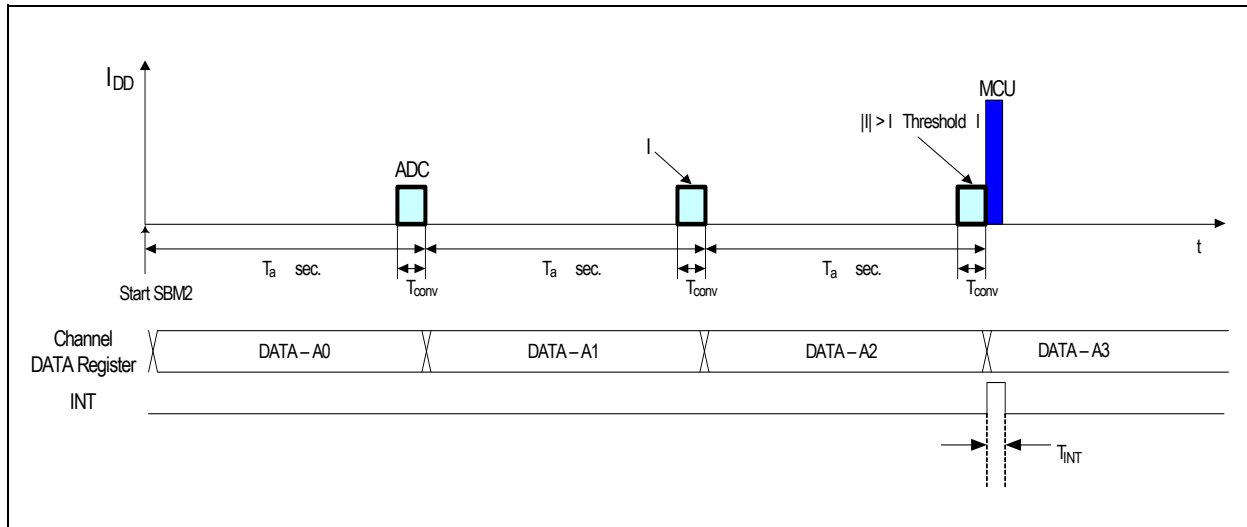 I DD
MCU
||I| > I Threshold I
I
ADC
t
Ta sec.
Ta sec.
Ta sec.
Tconv
Tconv
Tconv
Start SBM2
Channel
DATA Register
DATA – A0
DATA – A1
DATA – A2
DATA – A3
INT
TINT